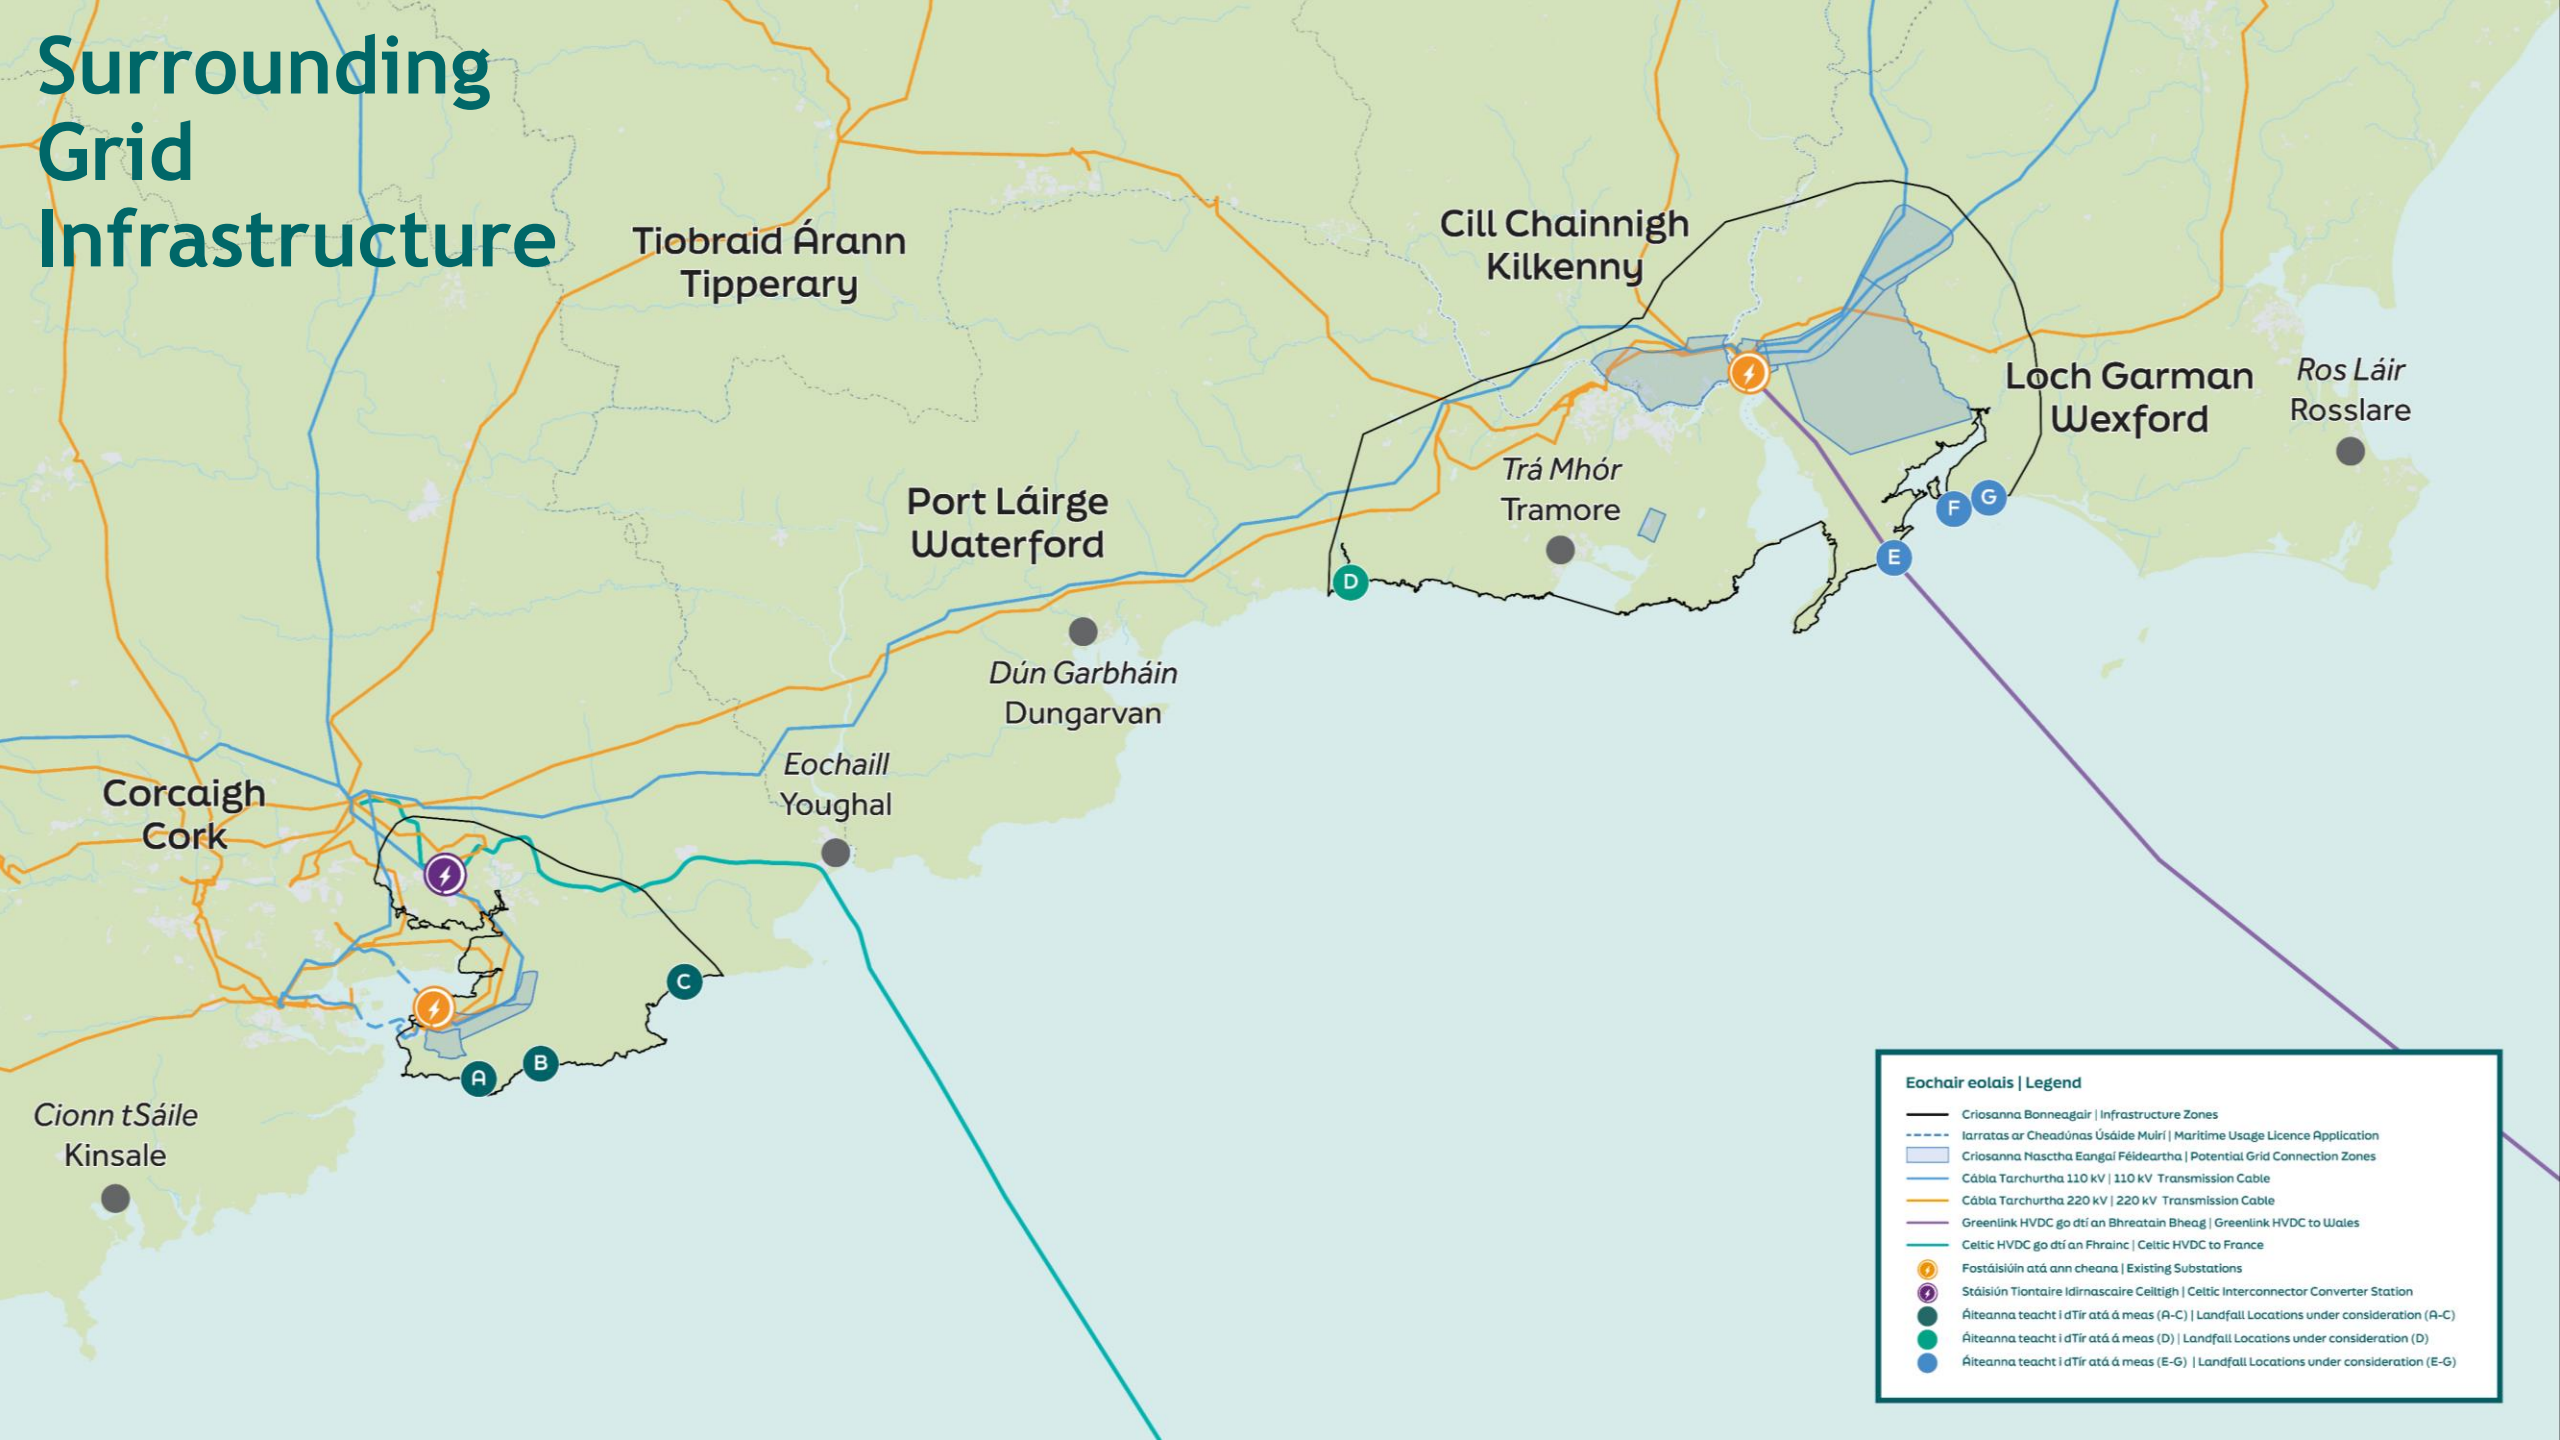 Surrounding
Grid
Infrastructure
Tiobraid Árann
Tipperary
Cill Chainnigh
Kilkenny
Loch Garman
Wexford
Ros Láir
Rosslare
Trá Mhór
Tramore
Port Láirge
Waterford
F
G
E
D
Dún Garbháin
Dungarvan
Eochaill
Youghal
Corcaigh
Cork
C
B
A
Cionn tSáile
Kinsale
Eochair eolais | Legend
Criosanna Bonneagair | Infrastructure Zones
Iarratas ar Cheadúnas Úsáide Muirí | Maritime Usage Licence Application
Criosanna Nasctha Eangaí Féideartha | Potential Grid Connection Zones
Cábla Tarchurtha 110 kV | 110 kV Transmission Cable
Cábla Tarchurtha 220 kV | 220 kV Transmission Cable
Greenlink HVDC go dtí an Bhreatain Bheag | Greenlink HVDC to Wales
Celtic HVDC go dtí an Fhrainc | Celtic HVDC to France
Fostáisiúin atá ann cheana | Existing Substations
Stáisiún Tiontaire Idirnascaire Ceiltigh | Celtic Interconnector Converter Station
Áiteanna teacht i dTír atá á meas (A-C) | Landfall Locations under consideration (A-C)
Áiteanna teacht i dTír atá á meas (D) | Landfall Locations under consideration (D)
Áiteanna teacht i dTír atá á meas (E-G) | Landfall Locations under consideration (E-G)